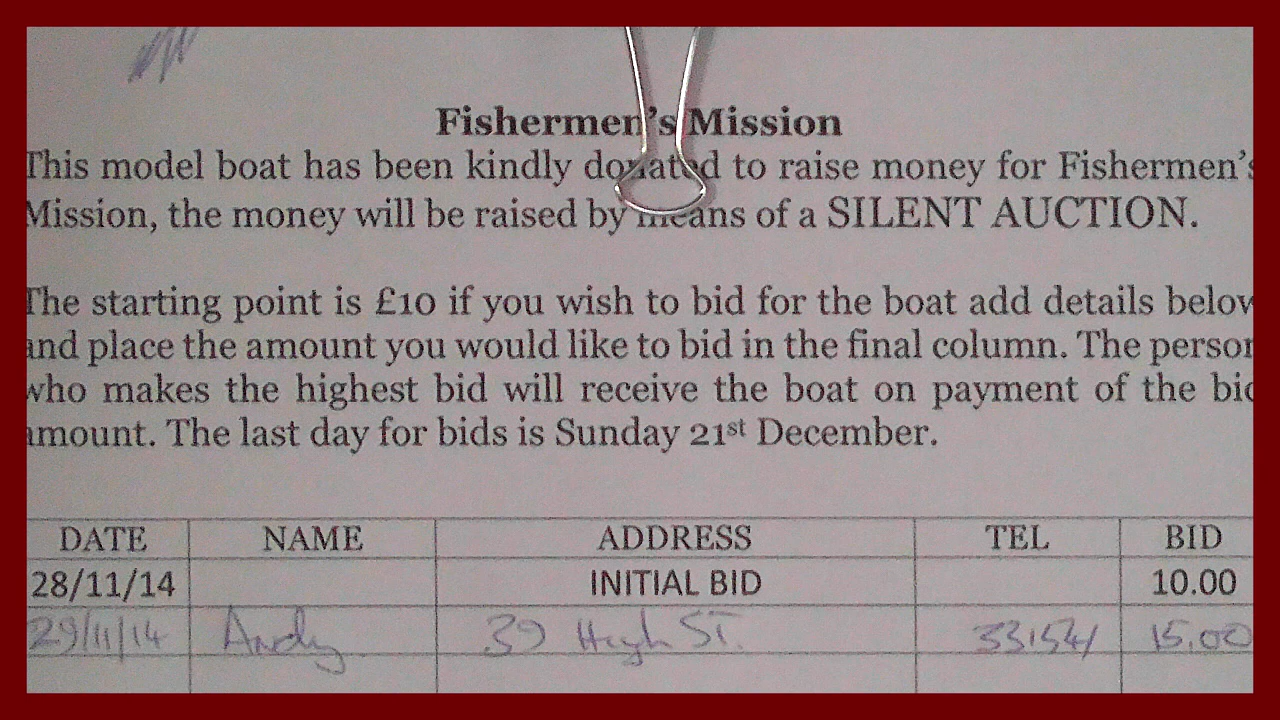 Fishermen's Mission
This model boat has been kindly donated to raise money for Fishermen's
Mission, the money will be raised by means of a SILENT AUCTION.
The starting point is £10 if you wish to bid for the boat add details below
and place the amount you would like to bid in the final column. The person
who makes the highest bid will receive the boat on payment of the bid
amount. The last day for bids is Sunday 21st December.
DATE NAME ADDRESS TEL BID
28/11/14 INITIAL BID 10.00
29/11/14 Andy 39 High ST. 15.00